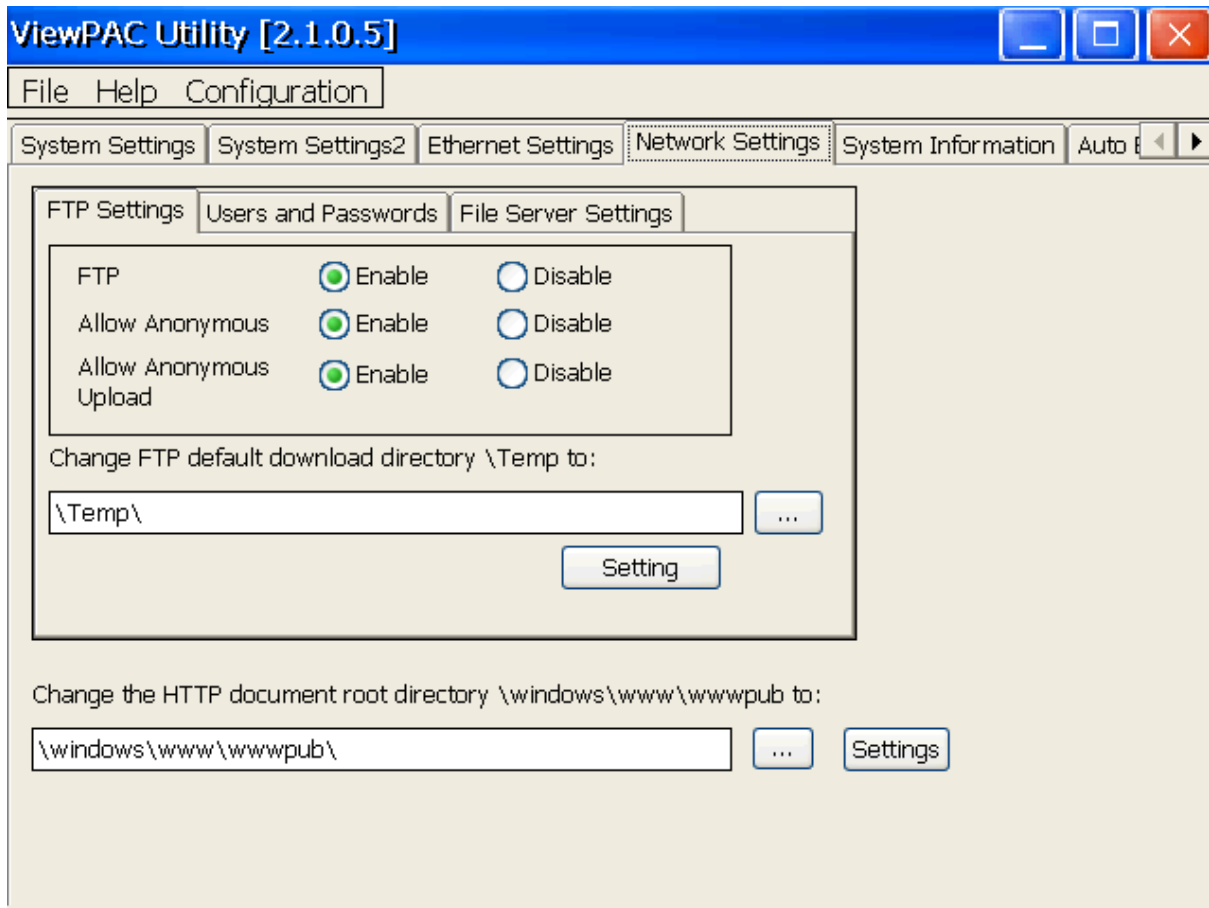 ViewPAC Utility [2.1.0.5]
File Help Configuration
System Settings System Settings2 Ethernet Settings Network Settings System Information Auto
FTP Settings Users and Passwords File Server Settings
FTP Enable Disable
Allow Anonymous Enable Disable
Allow Anonymous Upload Enable Disable
Change FTP default download directory \Temp to:
\Temp\ ...
Setting
Change the HTTP document root directory \windows\www\wwwpub to:
\windows\www\wwwpub\ ... Settings